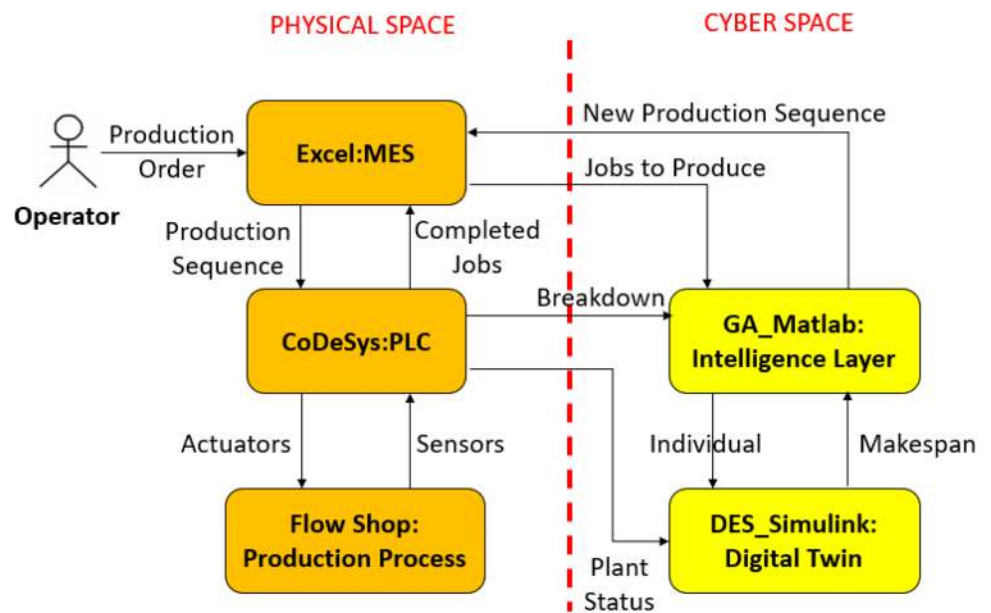 PHYSICAL SPACE
CYBER SPACE
Production
Order
Operator
Excel:MES
New Production Sequence
Jobs to Produce
Production
Sequence
Completed
Jobs
Breakdown
CoDeSys:PLC
GA_Matlab:
Intelligence Layer
Actuators
Sensors
Individual
Makespan
Flow Shop:
Production Process
Plant
Status
DES_Simulink:
Digital Twin